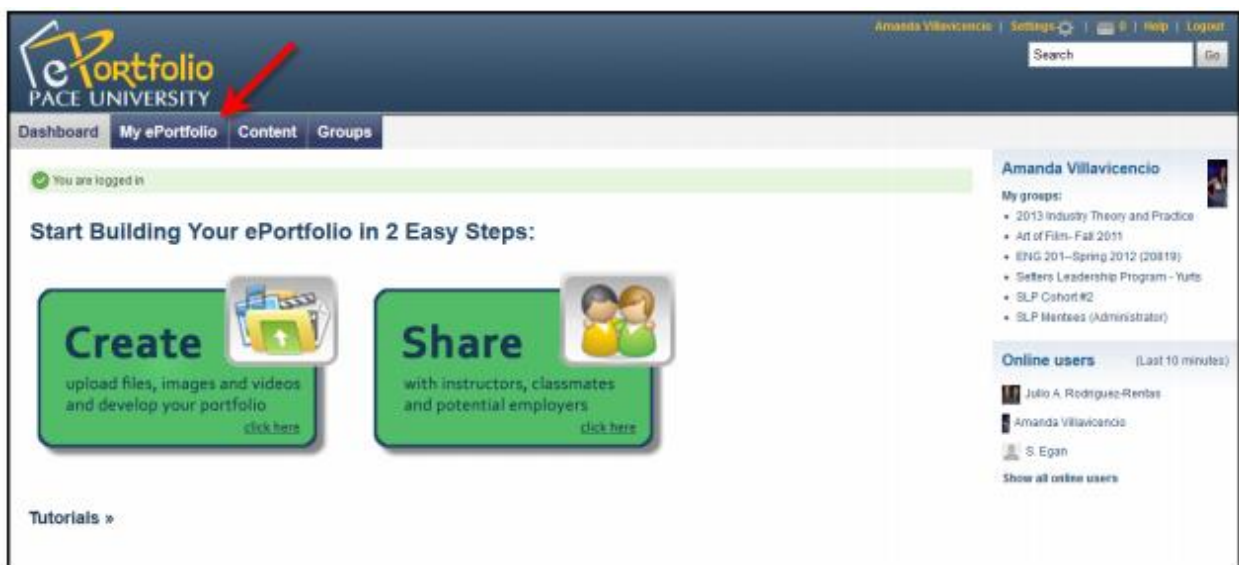 Amanda Villavicencio | Settings | 0 | Help | Logout
Search Go
ePortfolio
PACE UNIVERSITY
Dashboard My ePortfolio Content Groups
You are logged in
Start Building Your ePortfolio in 2 Easy Steps:
Create
upload files, images and videos
and develop your portfolio
click here
Share
with instructors, classmates
and potential employers
click here
Tutorials »
Amanda Villavicencio
My groups:
• 2013 Industry Theory and Practice
• Art of Film- Fall 2011
• ENG 201--Spring 2012 (20819)
• Setters Leadership Program - Yurts
• SLP Cohort #2
• SLP Mentees (Administrator)
Online users (Last 10 minutes)
Julio A. Rodriguez-Rentas
Amanda Villavicencio
S. Egan
Show all online users